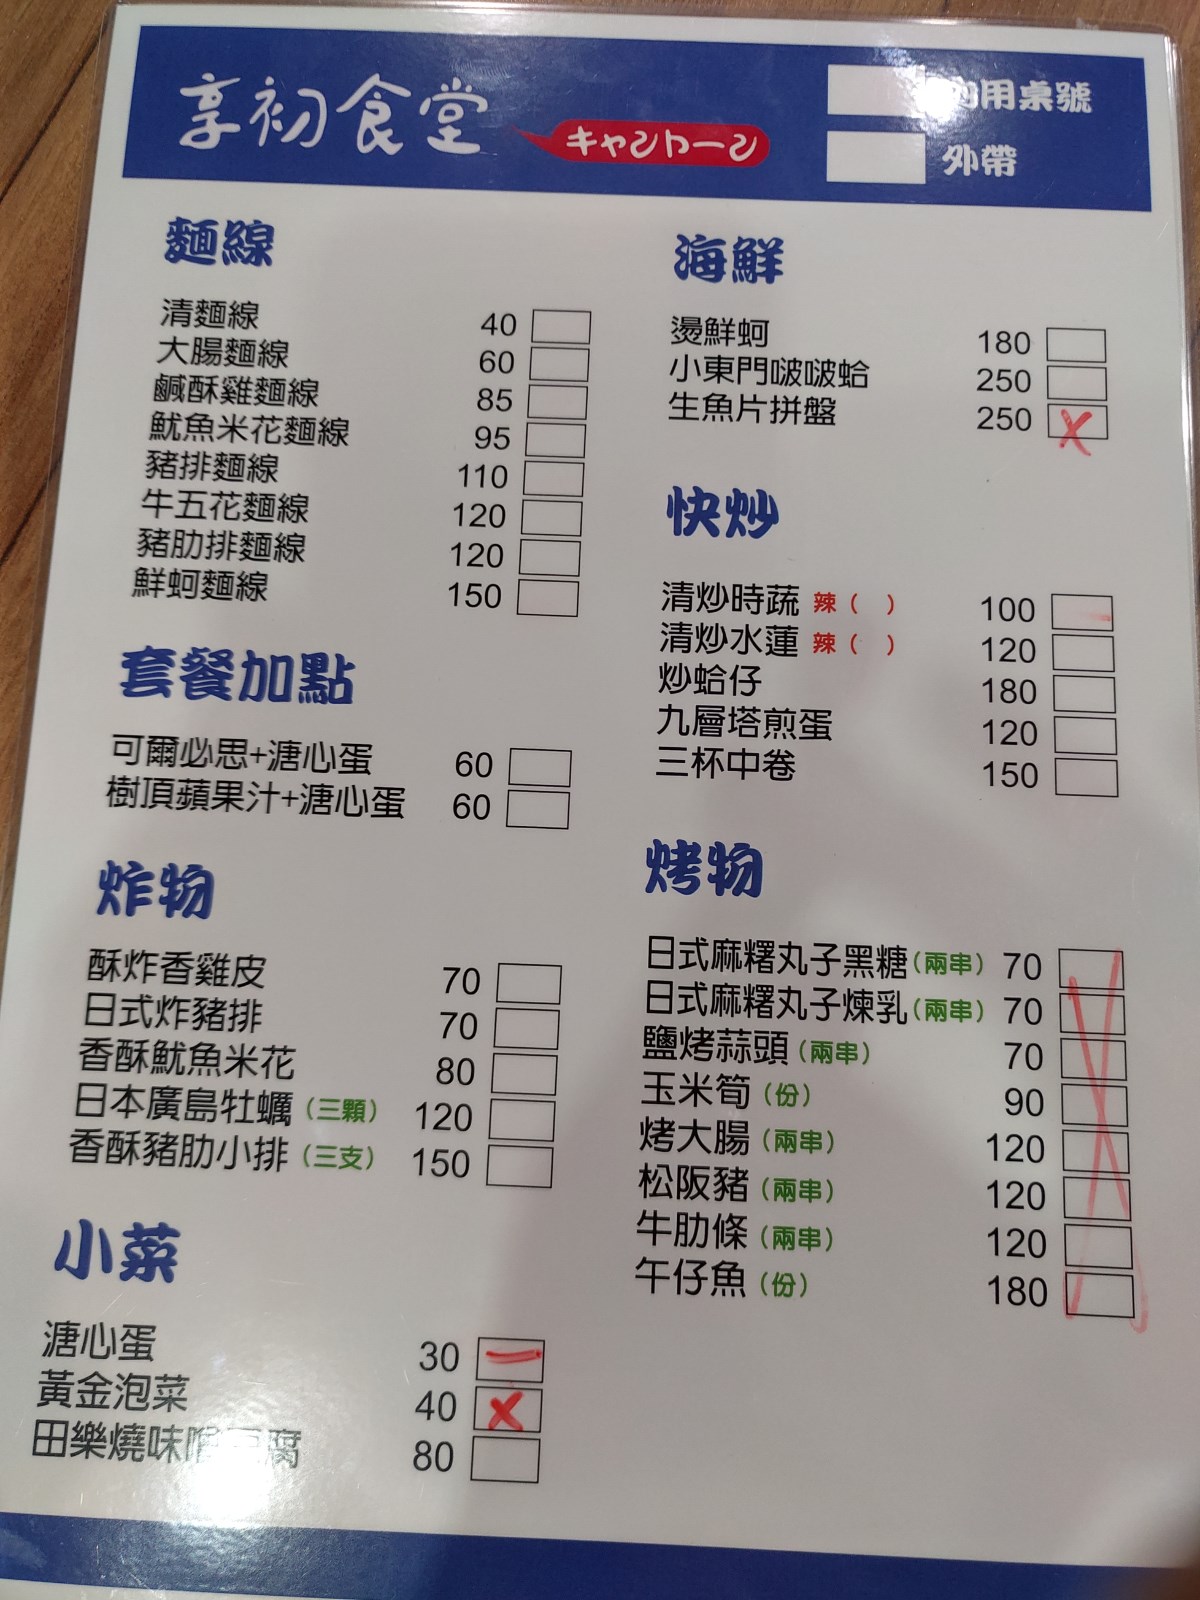 享初食堂
キャントーン
用桌號
外帶
麵線
清麵線 40
大腸麵線 60
鹹酥雞麵線 85
魷魚米花麵線 95
豬排麵線 110
牛五花麵線 120
豬肋排麵線 120
鮮蚵麵線 150
套餐加點
可爾必思+溏心蛋 60
樹頂蘋果汁+溏心蛋 60
炸物
酥炸香雞皮 70
日式炸豬排 70
香酥魷魚米花 80
日本廣島牡蠣(三顆) 120
香酥豬肋小排(三支) 150
小菜
溏心蛋 30
黃金泡菜 40
田樂燒味噌豆腐 80
海鮮
燙鮮蚵 180
小東門啵啵蛤 250
生魚片拼盤 250
快炒
清炒時蔬 辣( ) 100
清炒水蓮 辣( ) 120
炒蛤仔 180
九層塔煎蛋 120
三杯中卷 150
烤物
日式麻糬丸子黑糖(兩串) 70
日式麻糬丸子煉乳(兩串) 70
鹽烤蒜頭(兩串) 70
玉米筍(份) 90
烤大腸(兩串) 120
松阪豬(兩串) 120
牛肋條(兩串) 120
午仔魚(份) 180